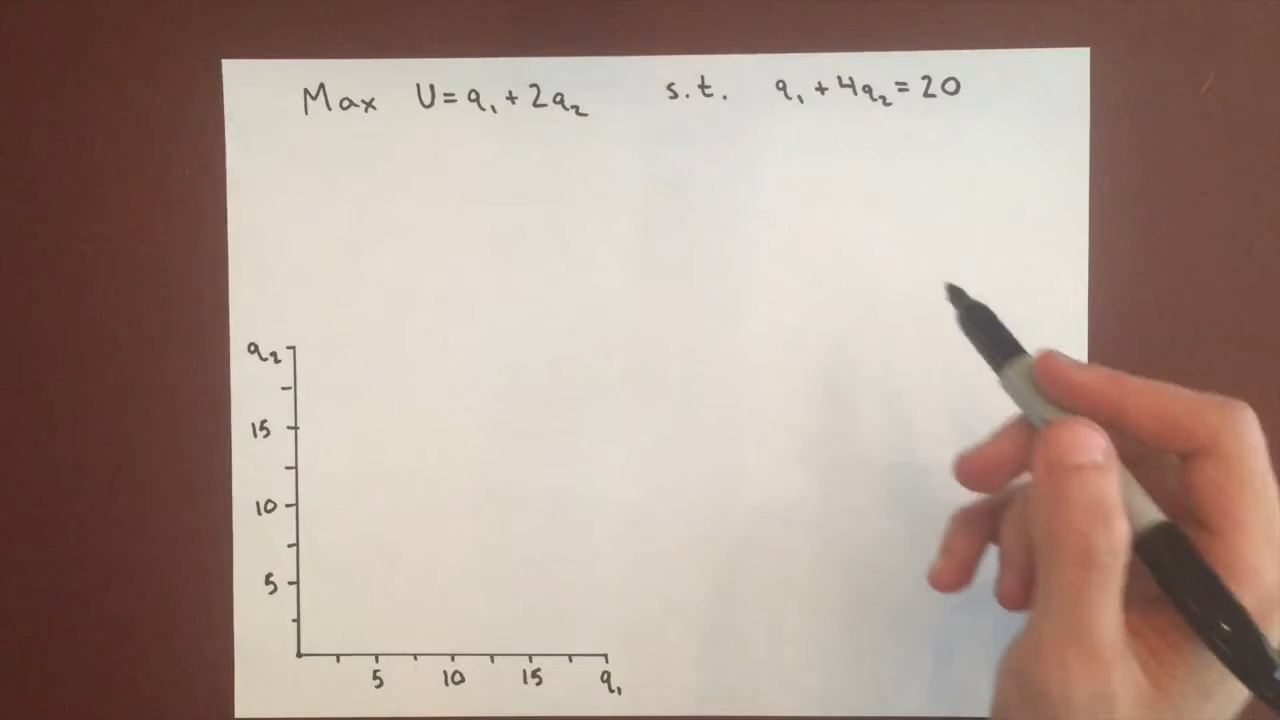 Max U = q₁ + 2q₂ s.t. q₁ + 4q₂ = 20
q₂
15
10
5
5 10 15 q₁